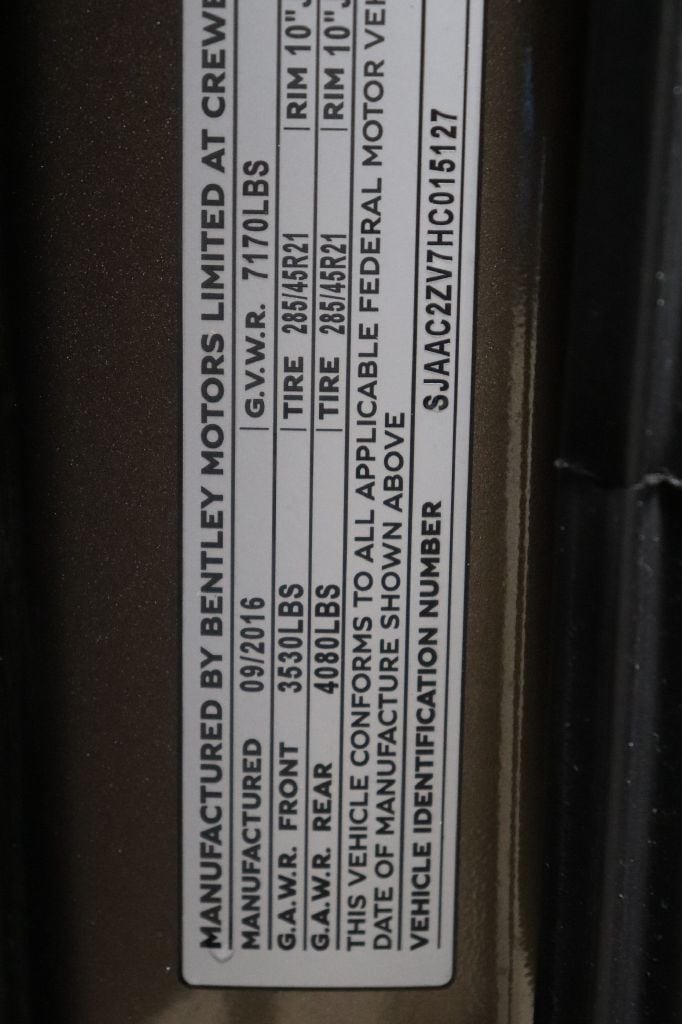 MANUFACTURED BY BENTLEY MOTORS LIMITED AT CREWE
MANUFACTURED 09/2016 G.V.W.R. 7170LBS
G.A.W.R. FRONT 3530LBS TIRE 285/45R21 RIM 10"J
G.A.W.R. REAR 4080LBS TIRE 285/45R21 RIM 10"J
THIS VEHICLE CONFORMS TO ALL APPLICABLE FEDERAL MOTOR
DATE OF MANUFACTURE SHOWN ABOVE
VEHICLE IDENTIFICATION NUMBER SJAAC2ZV7HC015127